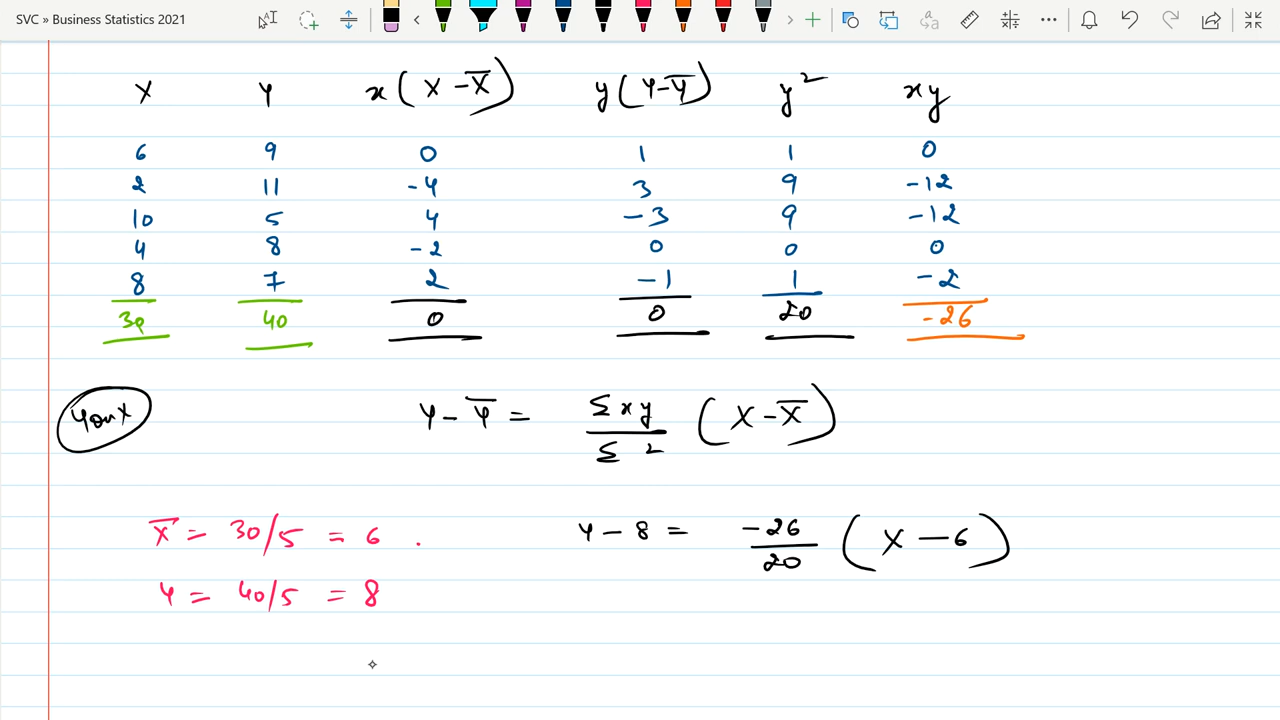 SVC » Business Statistics 2021
X Y x(X-X̅) y(Y-Y̅) y² xy
6 9 0 1 1 0
2 11 -4 3 9 -12
10 5 4 -3 9 -12
4 8 -2 0 0 0
8 7 2 -1 1 -2
30 40 0 0 20 -26
Y on X Y-Y̅ = Σxy/Σ ² (X-X̅)
X̅ = 30/5 = 6 . Y-8 = -26/20 (X-6)
Y = 40/5 = 8